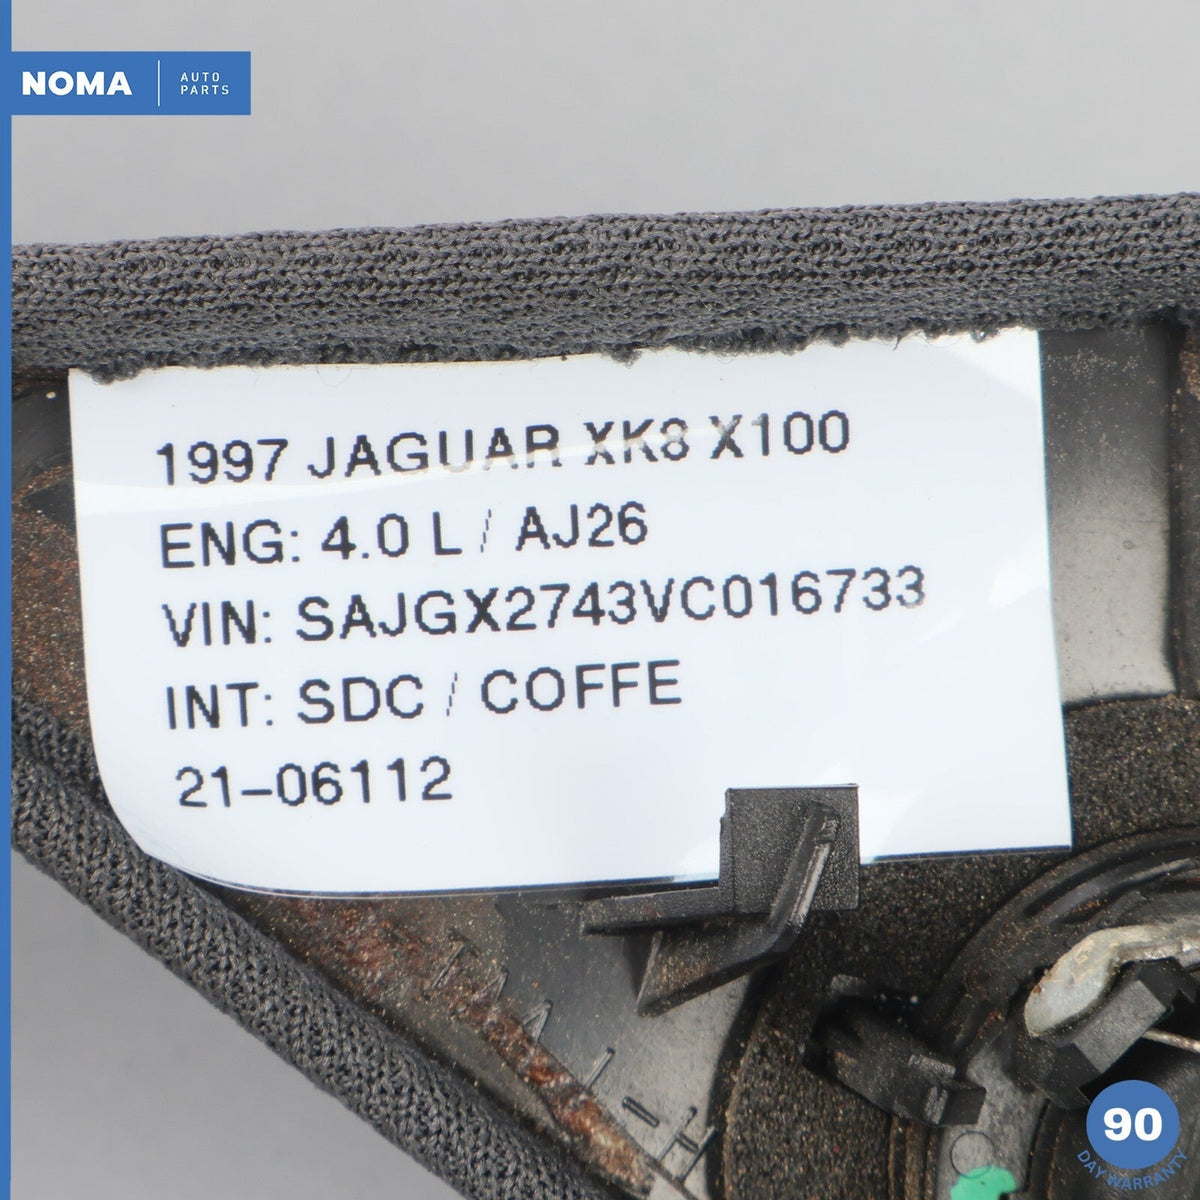 NOMA
AUTO
PARTS
1997 JAGUAR XK8 X100
ENG: 4.0 L / AJ26
VIN: SAJGX2743VC016733
INT: SDC / COFFE
21-06112
90
DAY WARRANTY